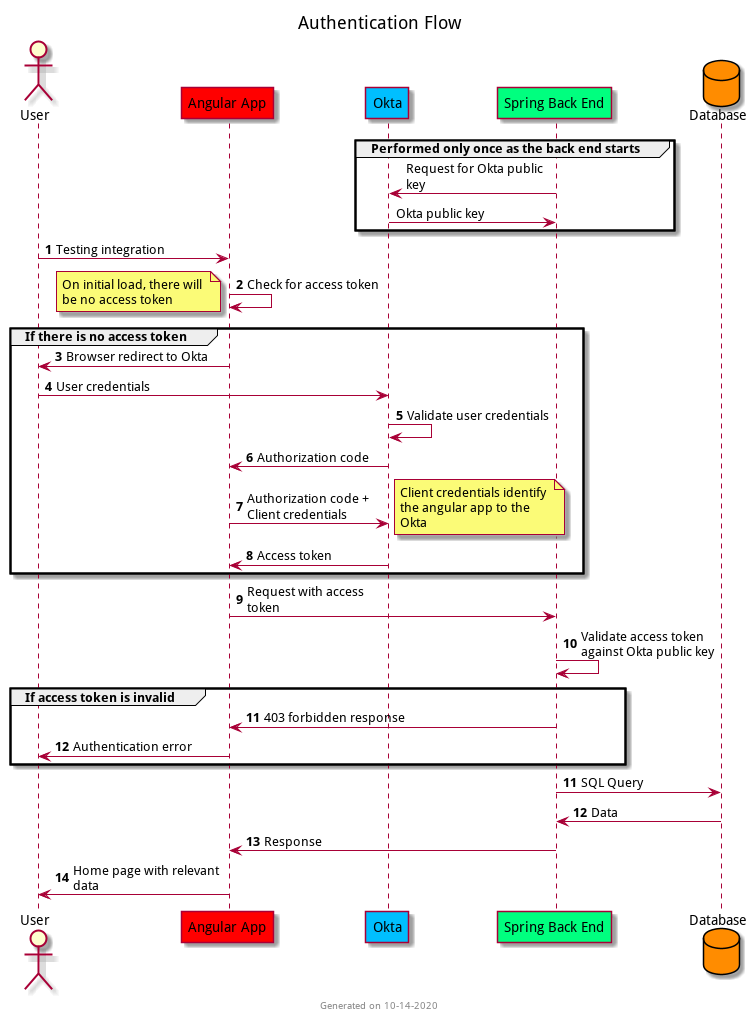 Authentication Flow
User
Angular App
Okta
Spring Back End
Database
Performed only once as the back end starts
Request for Okta public
key
Okta public key
1 Testing integration
On initial load, there will
be no access token
2 Check for access token
If there is no access token
3 Browser redirect to Okta
4 User credentials
5 Validate user credentials
6 Authorization code
7 Authorization code +
Client credentials
Client credentials identify
the angular app to the
Okta
8 Access token
9 Request with access
token
10 Validate access token
against Okta public key
If access token is invalid
11 403 forbidden response
12 Authentication error
11 SQL Query
12 Data
13 Response
14 Home page with relevant
data
User
Angular App
Okta
Spring Back End
Database
Generated on 10-14-2020